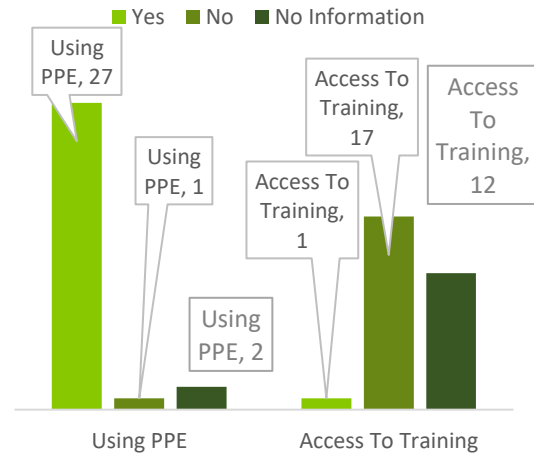 Yes No No Information
Using
PPE, 27
Using
PPE, 1
Using
PPE, 2
Access To
Training,
1
Access To
Training,
17
Access
To
Training,
12
Using PPE
Access To Training